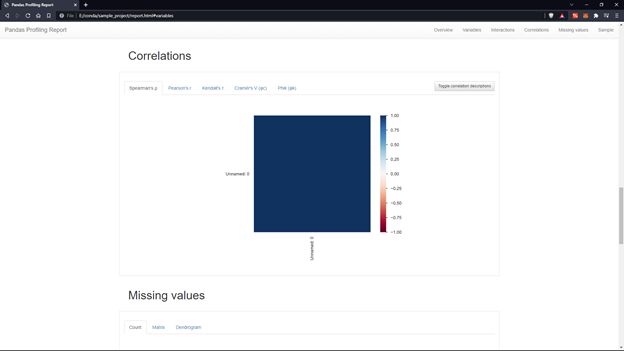 Pandas Profiling Report
File
E:/conda/sample_project/report.html#variables
Pandas Profiling Report
Overview Variables Interactions Correlations Missing values Sample
Correlations
Spearman's ρ Pearson's r Kendall's τ Cramér's V (φc) Phik (φk)
Toggle correlation descriptions
1.00
0.75
0.50
0.25
0.00
−0.25
−0.50
−0.75
−1.00
Unnamed: 0
Unnamed: 0
Missing values
Count Matrix Dendrogram